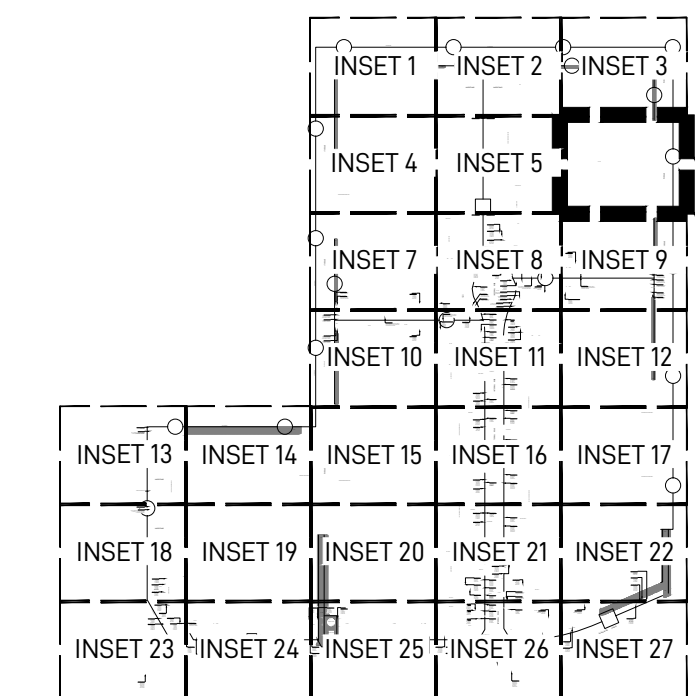 INSET 1 INSET 2 INSET 3
INSET 4 INSET 5
INSET 7 INSET 8 INSET 9
INSET 10 INSET 11 INSET 12
INSET 13 INSET 14 INSET 15 INSET 16 INSET 17
INSET 18 INSET 19 INSET 20 INSET 21 INSET 22
INSET 23 INSET 24 INSET 25 INSET 26 INSET 27